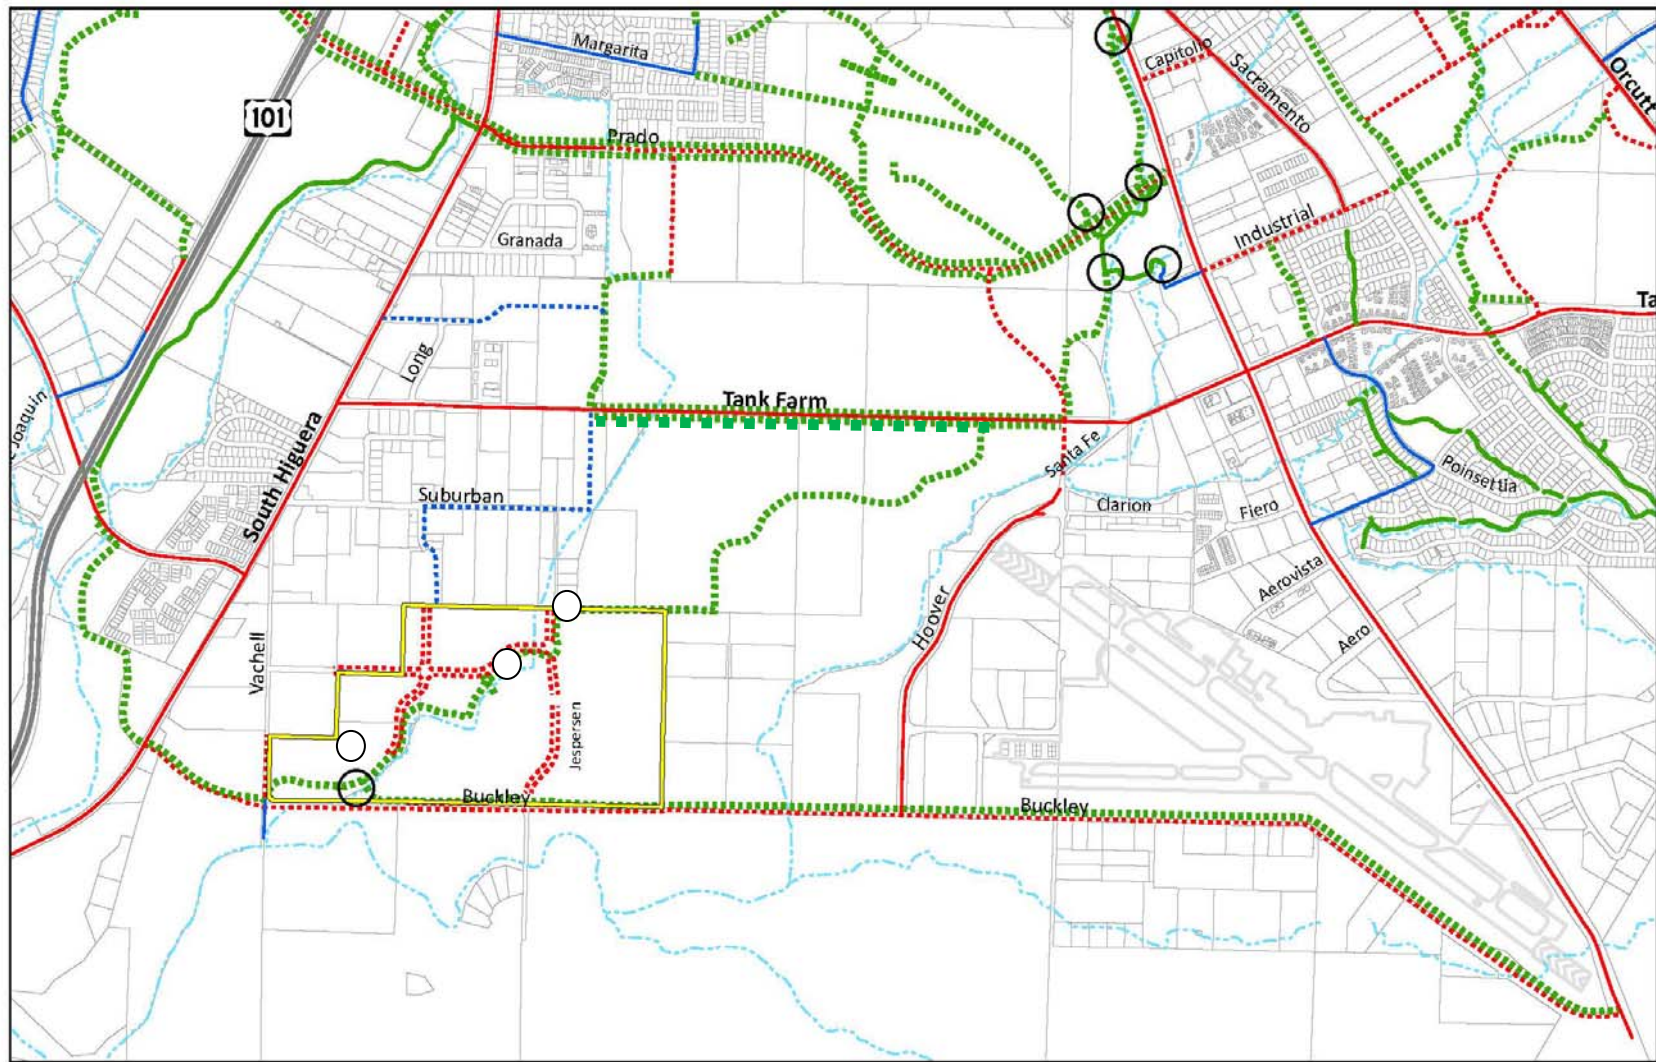 Margarita
Capitolio
Sacramento
Orcutt
101
Prado
Granada
Industrial
Ta
Long
Joaquin
Tank Farm
South Higuera
Santa Fe
Suburban
Poinsettia
Clarion
Fiero
Aerovista
Hoover
Aero
Vachell
Jespersen
Buckley
Buckley